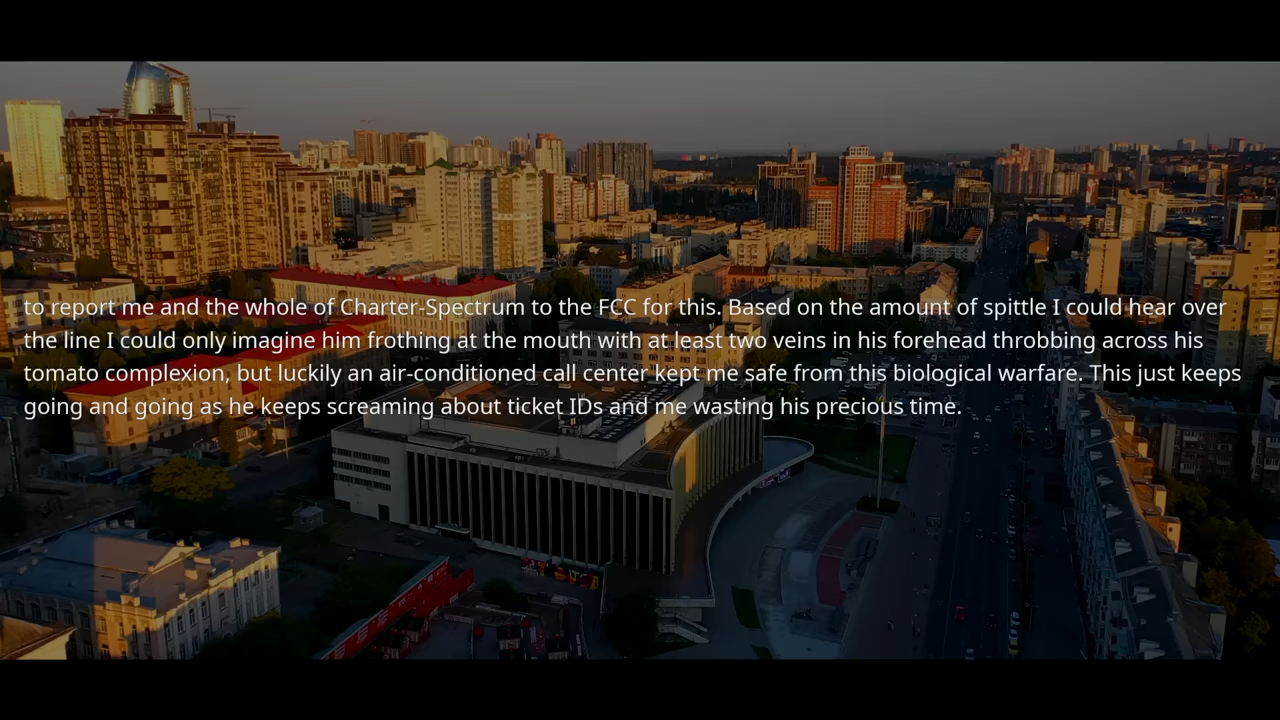 to report me and the whole of Charter-Spectrum to the FCC for this. Based on the amount of spittle I could hear over
the line I could only imagine him frothing at the mouth with at least two veins in his forehead throbbing across his
tomato complexion, but luckily an air-conditioned call center kept me safe from this biological warfare. This just keeps
going and going as he keeps screaming about ticket IDs and me wasting his precious time.